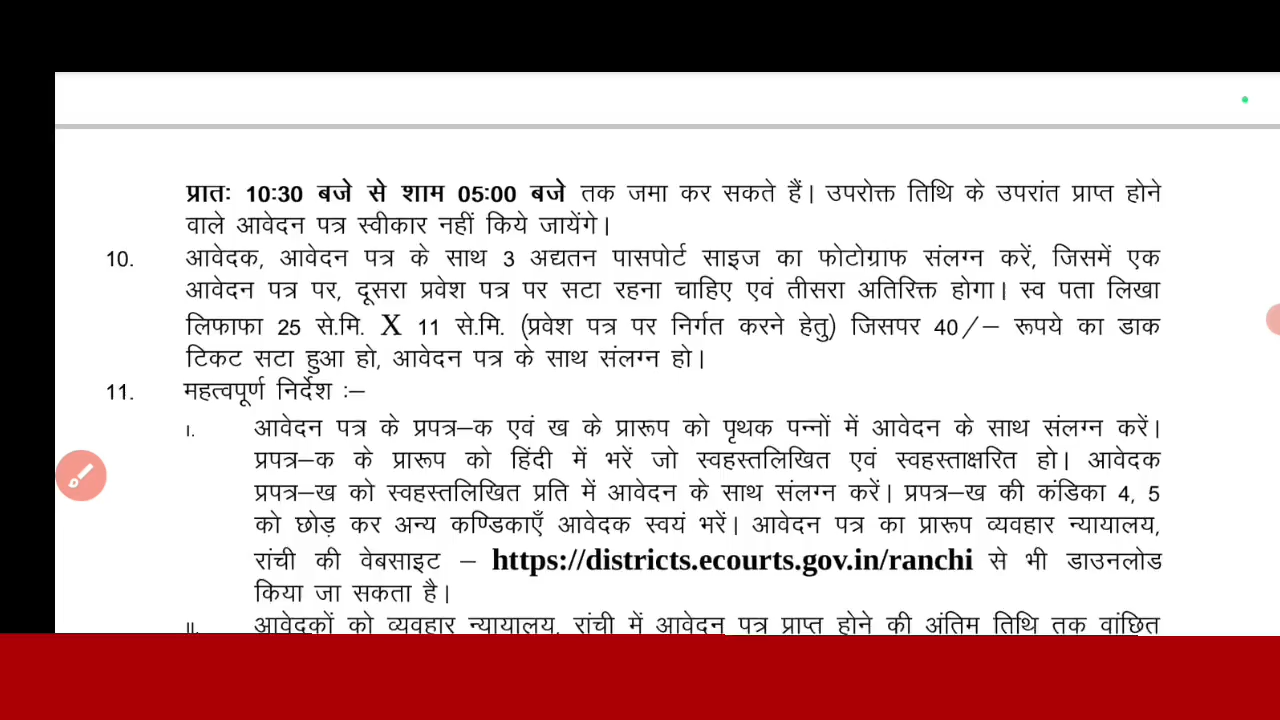 प्रातः 10:30 बजे से शाम 05:00 बजे तक जमा कर सकते हैं। उपरोक्त तिथि के उपरांत प्राप्त होने
वाले आवेदन पत्र स्वीकार नहीं किये जायेंगे।
10. आवेदक, आवेदन पत्र के साथ 3 अद्यतन पासपोर्ट साइज का फोटोग्राफ संलग्न करें, जिसमें एक
आवेदन पत्र पर, दूसरा प्रवेश पत्र पर सटा रहना चाहिए एवं तीसरा अतिरिक्त होगा। स्व पता लिखा
लिफाफा 25 से.मि. X 11 से.मि. (प्रवेश पत्र पर निर्गत करने हेतु) जिसपर 40/– रूपये का डाक
टिकट सटा हुआ हो, आवेदन पत्र के साथ संलग्न हो।
11. महत्वपूर्ण निर्देश :–
I. आवेदन पत्र के प्रपत्र–क एवं ख के प्रारूप को पृथक पन्नों में आवेदन के साथ संलग्न करें।
प्रपत्र–क के प्रारूप को हिंदी में भरें जो स्वहस्तलिखित एवं स्वहस्ताक्षरित हो। आवेदक
प्रपत्र–ख को स्वहस्तलिखित प्रति में आवेदन के साथ संलग्न करें। प्रपत्र–ख की कंडिका 4, 5
को छोड़ कर अन्य कण्डिकाएँ आवेदक स्वयं भरें। आवेदन पत्र का प्रारूप व्यवहार न्यायालय,
रांची की वेबसाइट – https://districts.ecourts.gov.in/ranchi से भी डाउनलोड
किया जा सकता है।
II. आवेदकों को व्यवहार न्यायालय, रांची में आवेदन पत्र प्राप्त होने की अंतिम तिथि तक वांछित